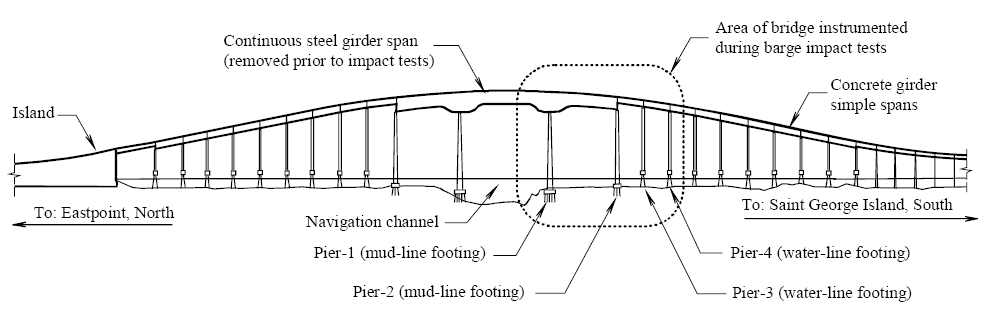 Area of bridge instrumented
during barge impact tests
Continuous steel girder span
(removed prior to impact tests)
Concrete girder
simple spans
Island
To: Eastpoint, North
Navigation channel
To: Saint George Island, South
Pier-1 (mud-line footing)
Pier-4 (water-line footing)
Pier-2 (mud-line footing)
Pier-3 (water-line footing)